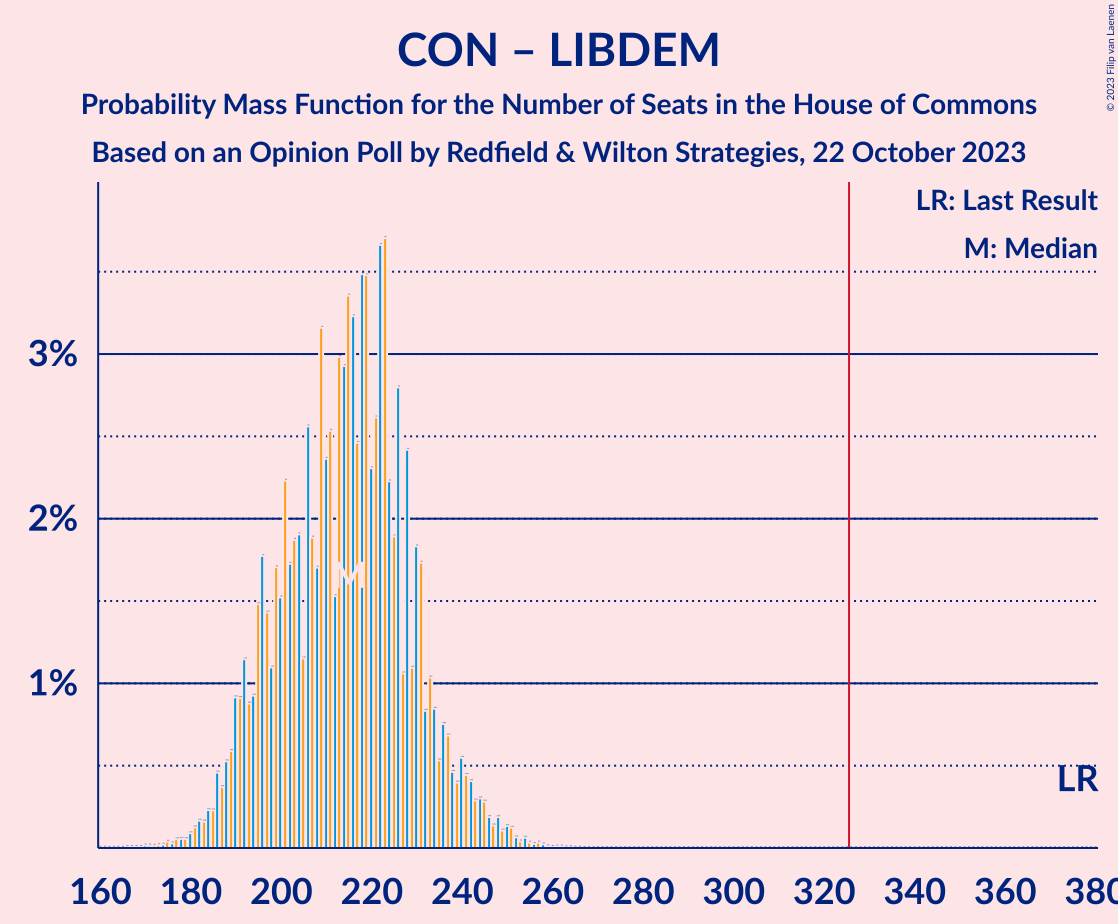 CON – LIBDEM
Probability Mass Function for the Number of Seats in the House of Commons
Based on an Opinion Poll by Redfield & Wilton Strategies, 22 October 2023
© 2023 Filip van Laenen
LR: Last Result
M: Median
3%
2%
1%
M
LR
160 180 200 220 240 260 280 300 320 340 360 380